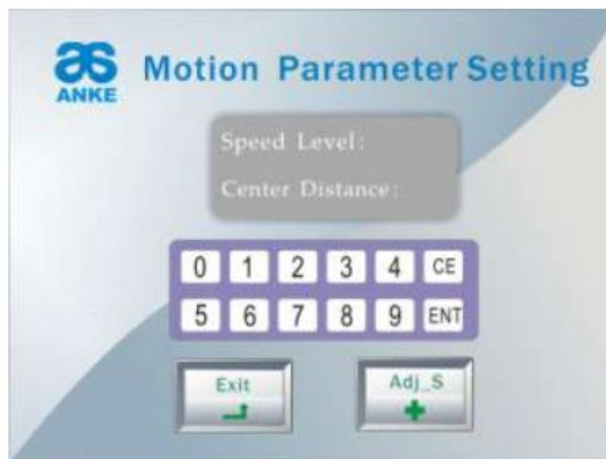 ANKE
Motion Parameter Setting
Speed Level:
Center Distance:
0 1 2 3 4 CE
5 6 7 8 9 ENT
Exit
Adj_S